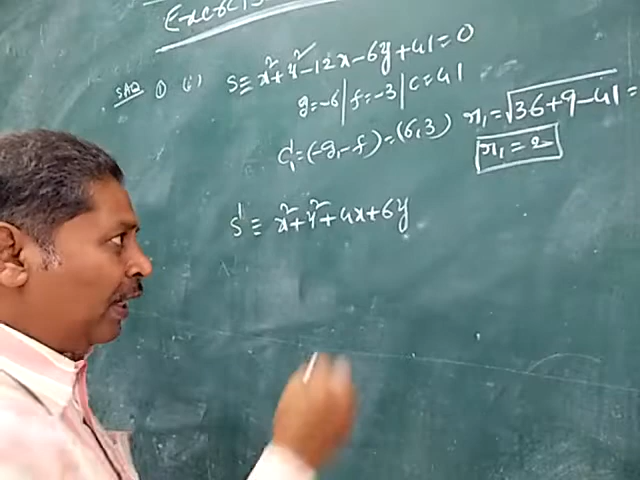 Exercis
SAQ ① (i) S ≡ x²+y²-12x-6y+41=0
g=-6 | f=-3 | c=41
C₁=(-g,-f)=(6,3) r₁=√36+9-41 =
r₁=2
S' ≡ x²+y²+4x+6y